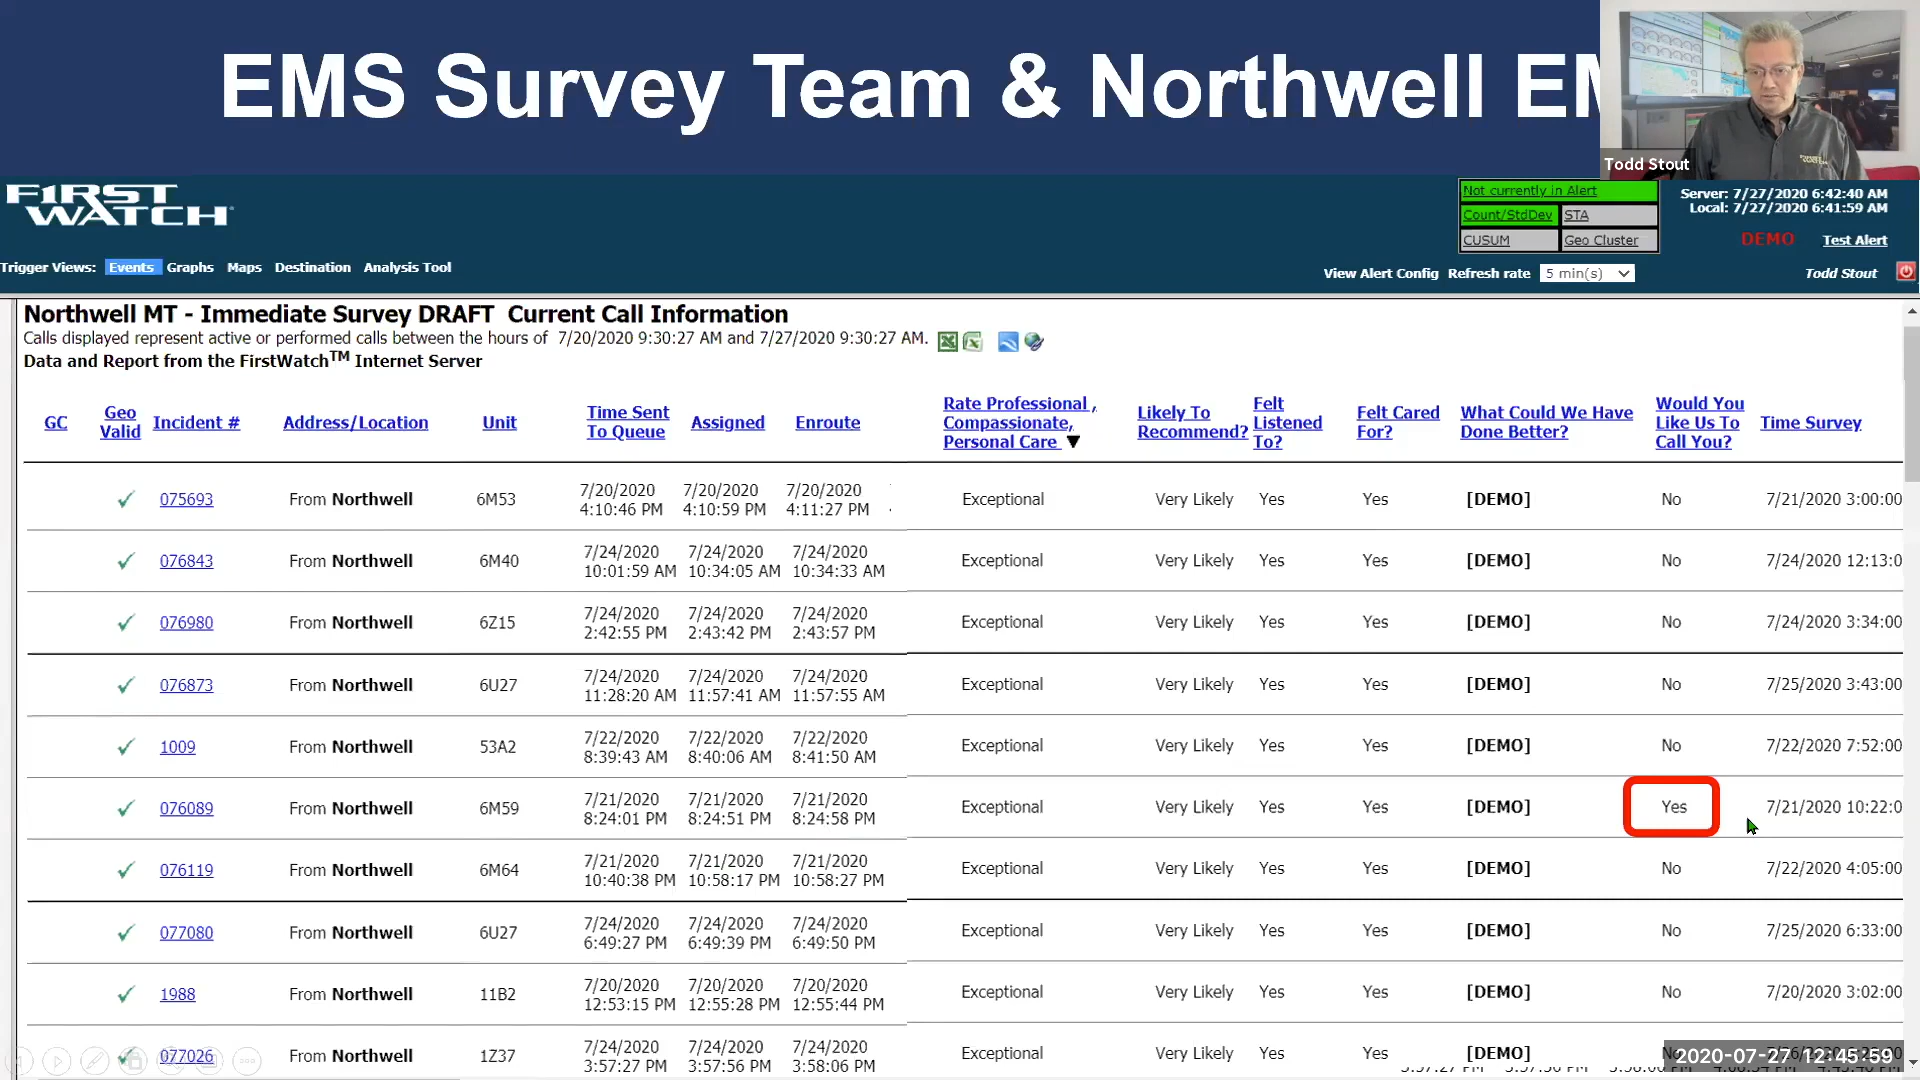 EMS Survey Team & Northwell EM
Todd Stout
FIRST
WATCH
Not currently in Alert
Count/StdDev STA
CUSUM Geo Cluster
Server: 7/27/2020 6:42:40 AM
Local: 7/27/2020 6:41:59 AM
DEMO Test Alert
Trigger Views: Events Graphs Maps Destination Analysis Tool
View Alert Config Refresh rate 5 min(s) Todd Stout
Northwell MT - Immediate Survey DRAFT Current Call Information
Calls displayed represent active or performed calls between the hours of 7/20/2020 9:30:27 AM and 7/27/2020 9:30:27 AM.
Data and Report from the FirstWatch™ Internet Server
GC Geo Valid Incident # Address/Location Unit Time Sent To Queue Assigned Enroute Rate Professional , Compassionate, Personal Care ▼ Likely To Recommend? Felt Listened To? Felt Cared For? What Could We Have Done Better? Would You Like Us To Call You? Time Survey
075693 From Northwell 6M53 7/20/2020 4:10:46 PM 7/20/2020 4:10:59 PM 7/20/2020 4:11:27 PM Exceptional Very Likely Yes Yes [DEMO] No 7/21/2020 3:00:00
076843 From Northwell 6M40 7/24/2020 10:01:59 AM 7/24/2020 10:34:05 AM 7/24/2020 10:34:33 AM Exceptional Very Likely Yes Yes [DEMO] No 7/24/2020 12:13:0
076980 From Northwell 6Z15 7/24/2020 2:42:55 PM 7/24/2020 2:43:42 PM 7/24/2020 2:43:57 PM Exceptional Very Likely Yes Yes [DEMO] No 7/24/2020 3:34:00
076873 From Northwell 6U27 7/24/2020 11:28:20 AM 7/24/2020 11:57:41 AM 7/24/2020 11:57:55 AM Exceptional Very Likely Yes Yes [DEMO] No 7/25/2020 3:43:00
1009 From Northwell 53A2 7/22/2020 8:39:43 AM 7/22/2020 8:40:06 AM 7/22/2020 8:41:50 AM Exceptional Very Likely Yes Yes [DEMO] No 7/22/2020 7:52:00
076089 From Northwell 6M59 7/21/2020 8:24:01 PM 7/21/2020 8:24:51 PM 7/21/2020 8:24:58 PM Exceptional Very Likely Yes Yes [DEMO] Yes 7/21/2020 10:22:0
076119 From Northwell 6M64 7/21/2020 10:40:38 PM 7/21/2020 10:58:17 PM 7/21/2020 10:58:27 PM Exceptional Very Likely Yes Yes [DEMO] No 7/22/2020 4:05:00
077080 From Northwell 6U27 7/24/2020 6:49:27 PM 7/24/2020 6:49:39 PM 7/24/2020 6:49:50 PM Exceptional Very Likely Yes Yes [DEMO] No 7/25/2020 6:33:00
1988 From Northwell 11B2 7/20/2020 12:53:15 PM 7/20/2020 12:55:28 PM 7/20/2020 12:55:44 PM Exceptional Very Likely Yes Yes [DEMO] No 7/20/2020 3:02:00
077026 From Northwell 1Z37 7/24/2020 3:57:27 PM 7/24/2020 3:57:56 PM 7/24/2020 3:58:06 PM Exceptional Very Likely Yes Yes [DEMO]
2020-07-27 12:45:59